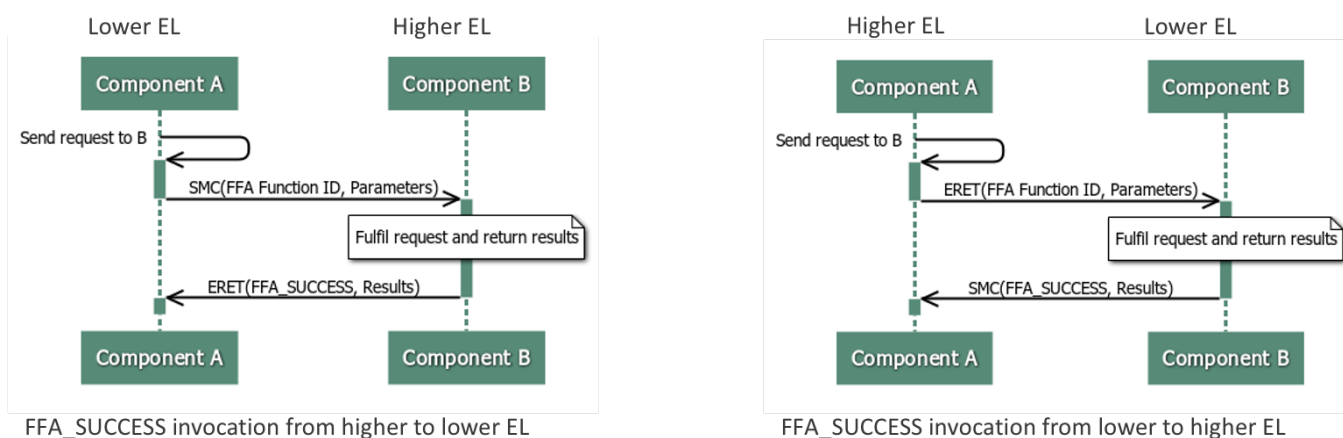 Lower EL
Higher EL
Component A
Component B
Send request to B
SMC(FFA Function ID, Parameters)
Fulfil request and return results
ERET(FFA_SUCCESS, Results)
Component A
Component B
FFA_SUCCESS invocation from higher to lower EL
Higher EL
Lower EL
Component A
Component B
Send request to B
ERET(FFA Function ID, Parameters)
Fulfil request and return results
SMC(FFA_SUCCESS, Results)
Component A
Component B
FFA_SUCCESS invocation from lower to higher EL